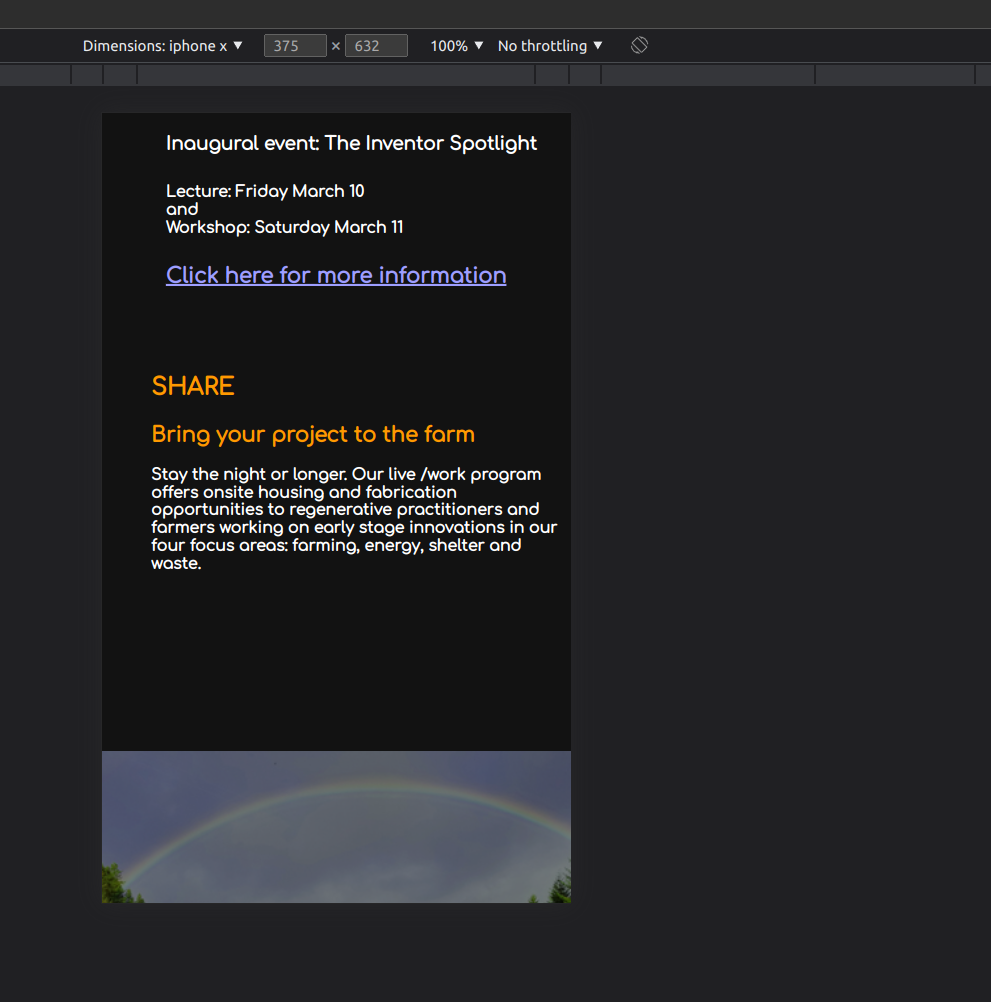 Dimensions: iphone x ▼ 375 × 632 100% ▼ No throttling ▼
Inaugural event: The Inventor Spotlight
Lecture: Friday March 10
and
Workshop: Saturday March 11
Click here for more information
SHARE
Bring your project to the farm
Stay the night or longer. Our live /work program
offers onsite housing and fabrication
opportunities to regenerative practitioners and
farmers working on early stage innovations in our
four focus areas: farming, energy, shelter and
waste.